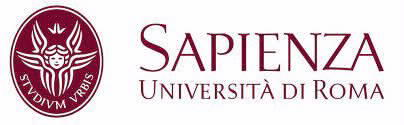 STVDIVM VRBIS
SAPIENZA
UNIVERSITÀ DI ROMA